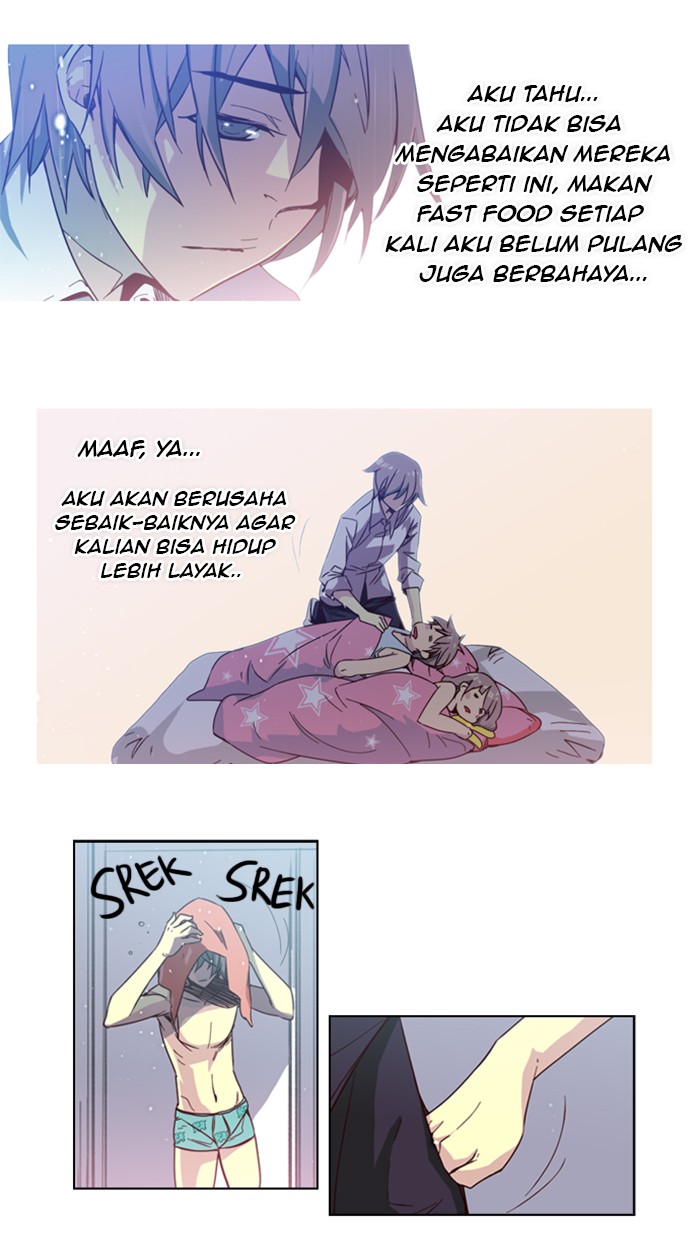 AKU TAHU...
AKU TIDAK BISA
MENGABAIKAN MEREKA
SEPERTI INI, MAKAN
FAST FOOD SETIAP
KALI AKU BELUM PULANG
JUGA BERBAHAYA...
MAAF, YA...
AKU AKAN BERUSAHA
SEBAIK-BAIKNYA AGAR
KALIAN BISA HIDUP
LEBIH LAYAK..
SREK SREK